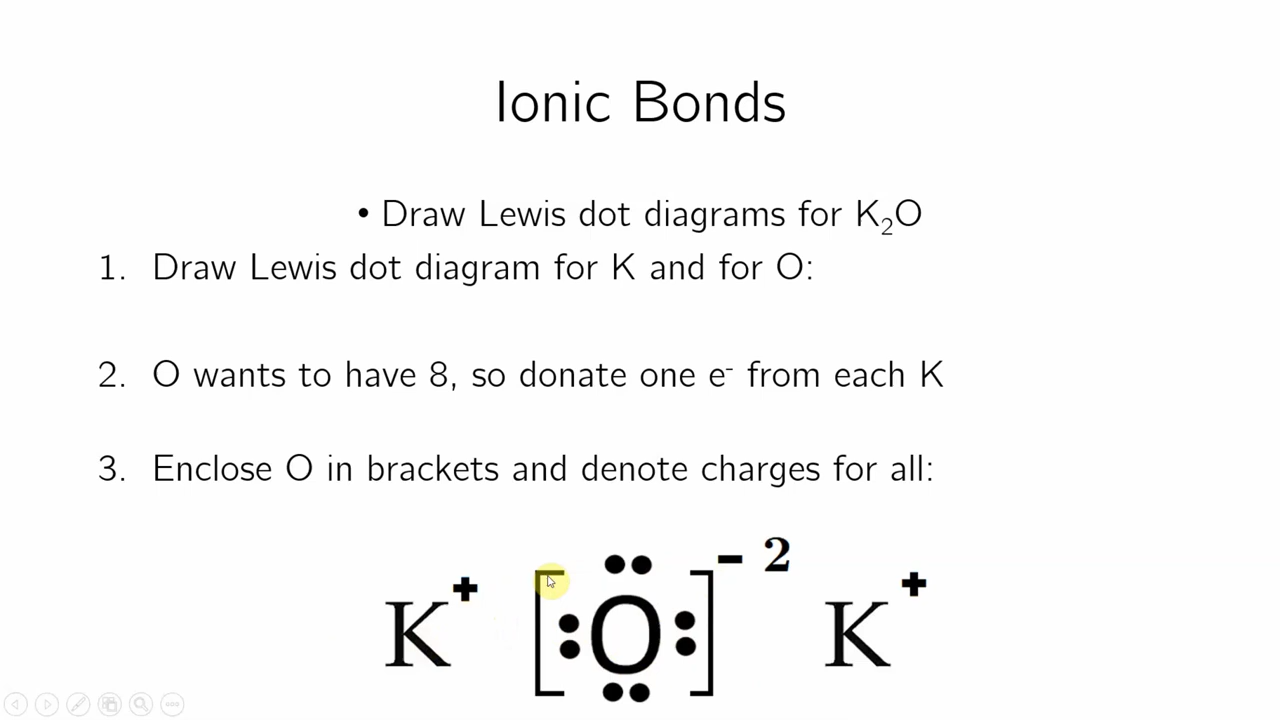 Ionic Bonds
• Draw Lewis dot diagrams for K₂O
1. Draw Lewis dot diagram for K and for O:
2. O wants to have 8, so donate one e⁻ from each K
3. Enclose O in brackets and denote charges for all:
K⁺ [:O:]⁻ ² K⁺